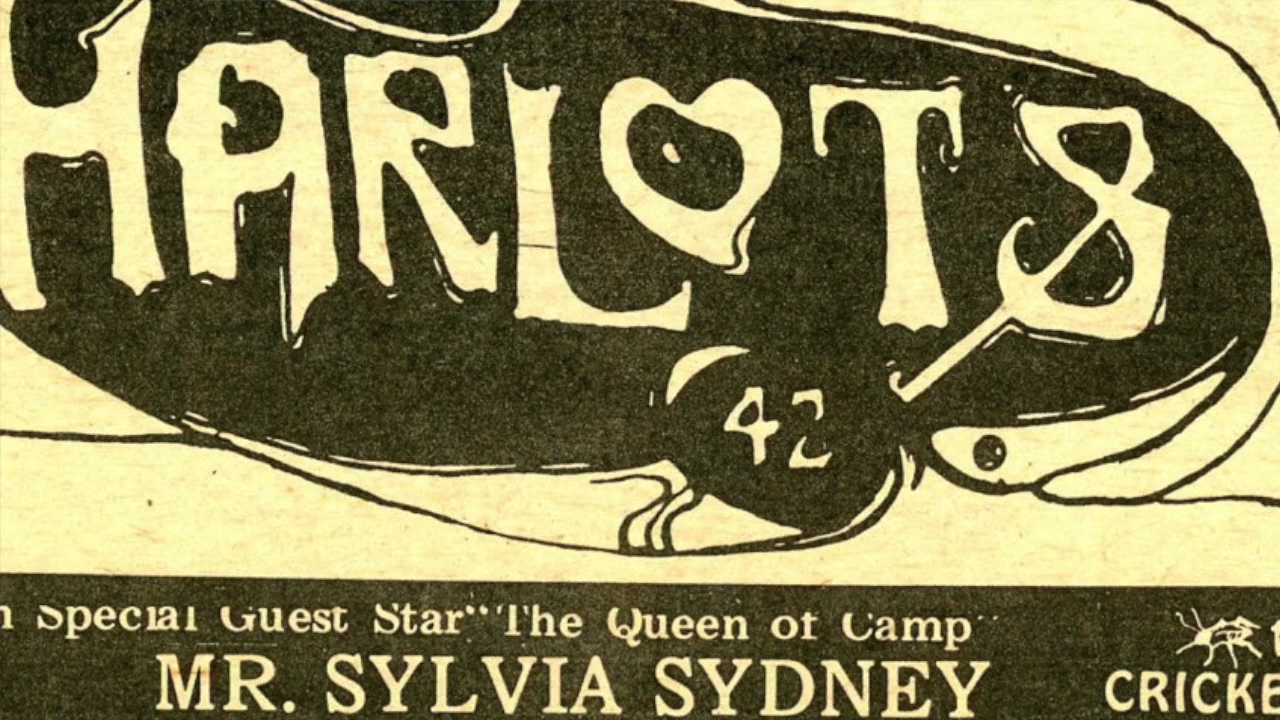 HARLOTS
42
Special Guest Star "The Queen of Camp"
MR. SYLVIA SYDNEY
CRICKE